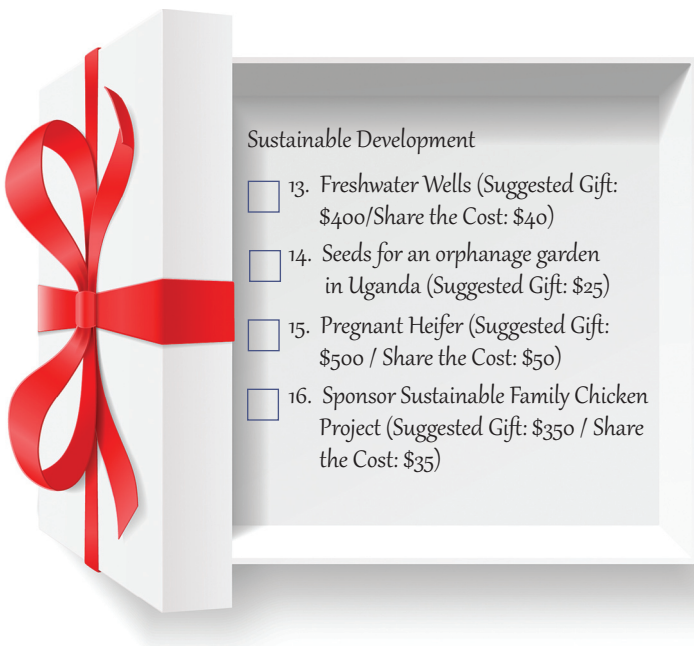 Sustainable Development
13. Freshwater Wells (Suggested Gift:
$400/Share the Cost: $40)
14. Seeds for an orphanage garden
in Uganda (Suggested Gift: $25)
15. Pregnant Heifer (Suggested Gift:
$500 / Share the Cost: $50)
16. Sponsor Sustainable Family Chicken
Project (Suggested Gift: $350 / Share
the Cost: $35)